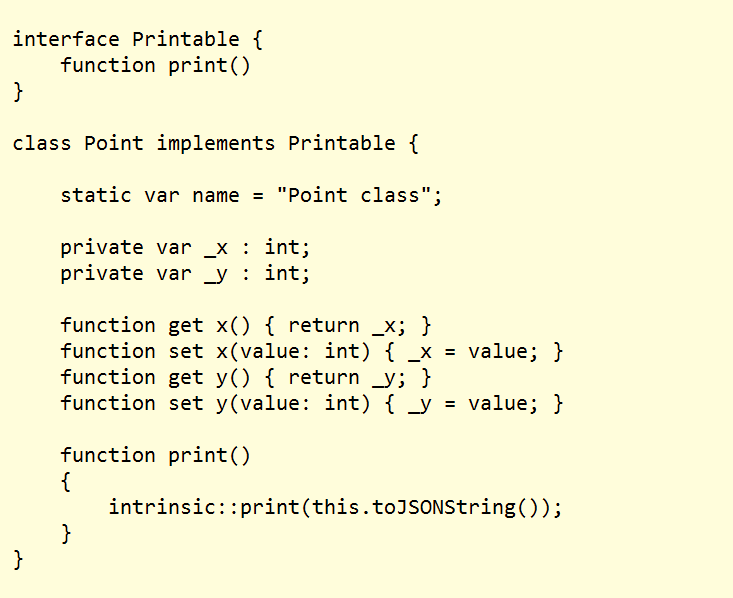 interface Printable {
    function print()
}
class Point implements Printable {
    static var name = "Point class";
    private var _x : int;
    private var _y : int;
    function get x() { return _x; }
    function set x(value: int) { _x = value; }
    function get y() { return _y; }
    function set y(value: int) { _y = value; }
    function print()
    {
        intrinsic::print(this.toJSONString());
    }
}